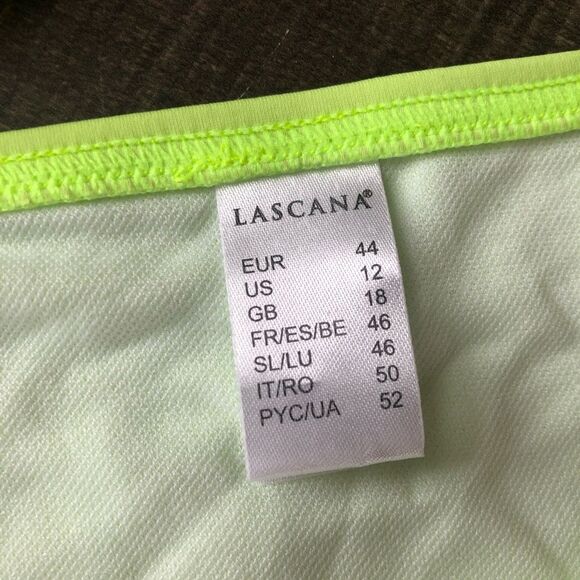 LASCANA®
EUR 44
US 12
GB 18
FR/ES/BE 46
SL/LU 46
IT/RO 50
PYC/UA 52